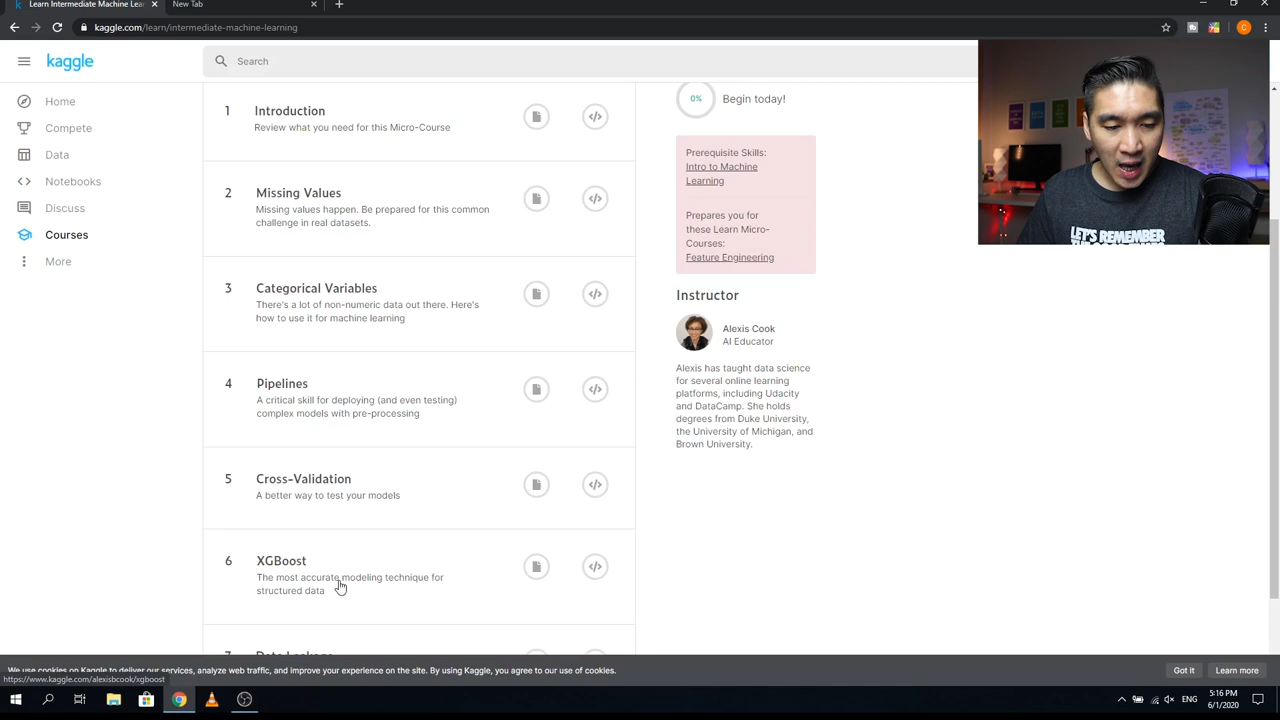 Learn Intermediate Machine Lea
New Tab
kaggle.com/learn/intermediate-machine-learning
C
kaggle
Search
Home
Compete
Data
Notebooks
Discuss
Courses
More
1 Introduction
Review what you need for this Micro-Course
2 Missing Values
Missing values happen. Be prepared for this common
challenge in real datasets.
3 Categorical Variables
There's a lot of non-numeric data out there. Here's
how to use it for machine learning
4 Pipelines
A critical skill for deploying (and even testing)
complex models with pre-processing
5 Cross-Validation
A better way to test your models
6 XGBoost
The most accurate modeling technique for
structured data
0% Begin today!
Prerequisite Skills:
Intro to Machine
Learning
Prepares you for
these Learn Micro-
Courses:
Feature Engineering
Instructor
Alexis Cook
AI Educator
Alexis has taught data science
for several online learning
platforms, including Udacity
and DataCamp. She holds
degrees from Duke University,
the University of Michigan, and
Brown University.
LET'S REMEMBER
We use cookies on Kaggle to deliver our services, analyze web traffic, and improve your experience on the site. By using Kaggle, you agree to our use of cookies.
Got it
Learn more
https://www.kaggle.com/alexisbcook/xgboost
ENG
5:16 PM
6/1/2020